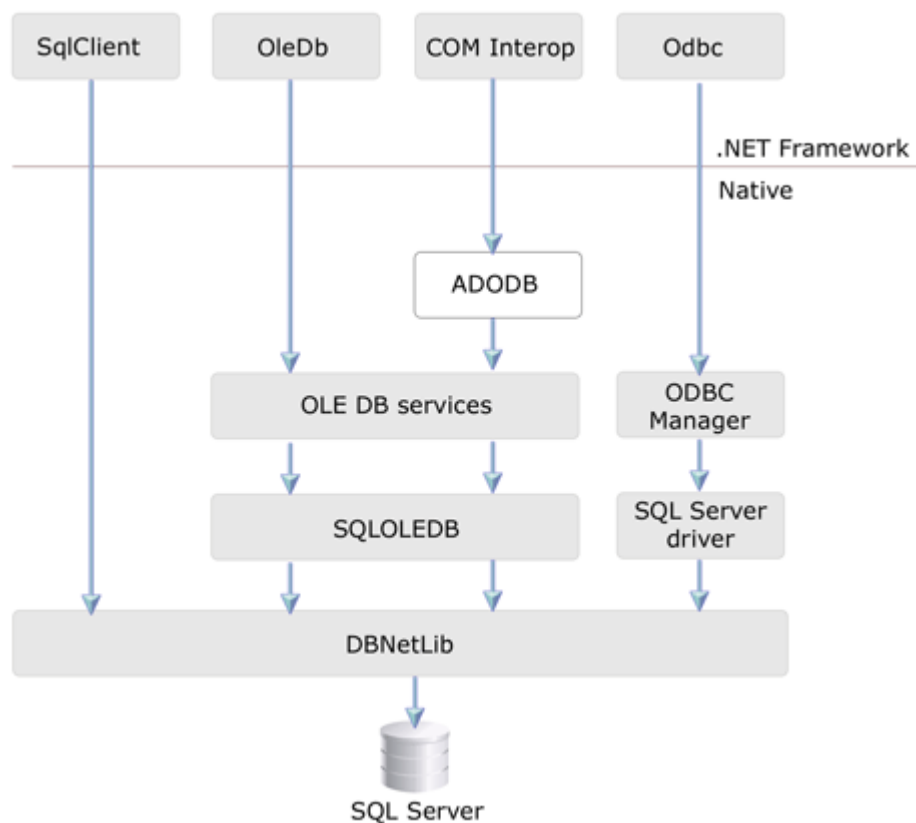 SqlClient
OleDb
COM Interop
Odbc
.NET Framework
Native
ADODB
OLE DB services
ODBC
Manager
SQLOLEDB
SQL Server
driver
DBNetLib
SQL Server